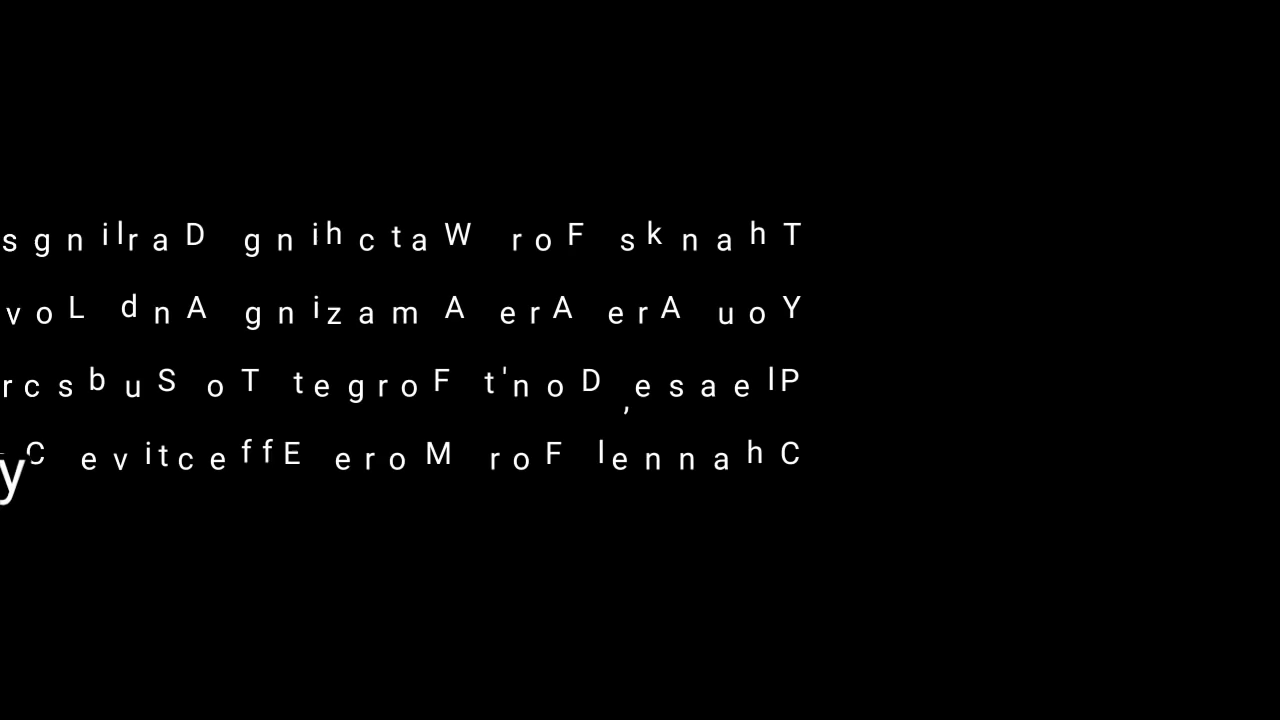 sgnilraD gnihctaW roF sknahT
voL dnA gnizamA erA erA uoY
rcsbuS oT tegroF t'noD ,esaelP
yC evitceffE eroM roF lennahC